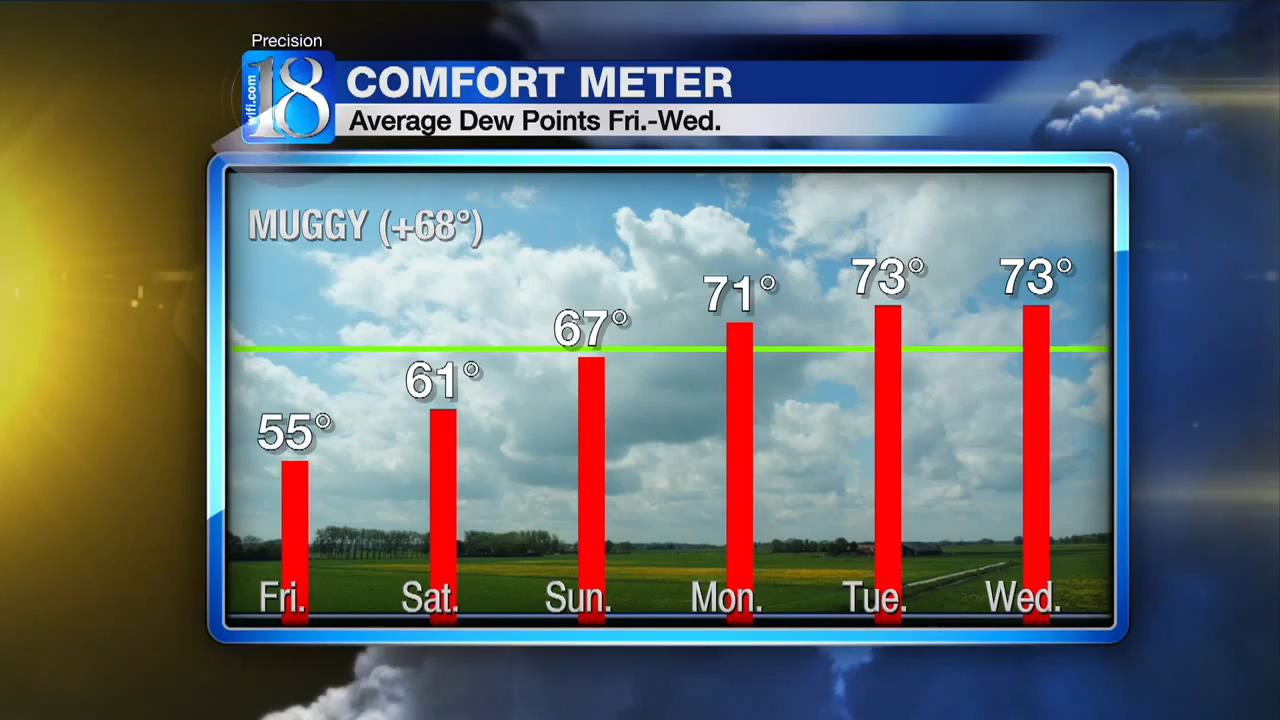 Precision
wlfi.com
18
COMFORT METER
Average Dew Points Fri.-Wed.
MUGGY (+68°)
55° 61° 67° 71° 73° 73°
Fri. Sat. Sun. Mon. Tue. Wed.